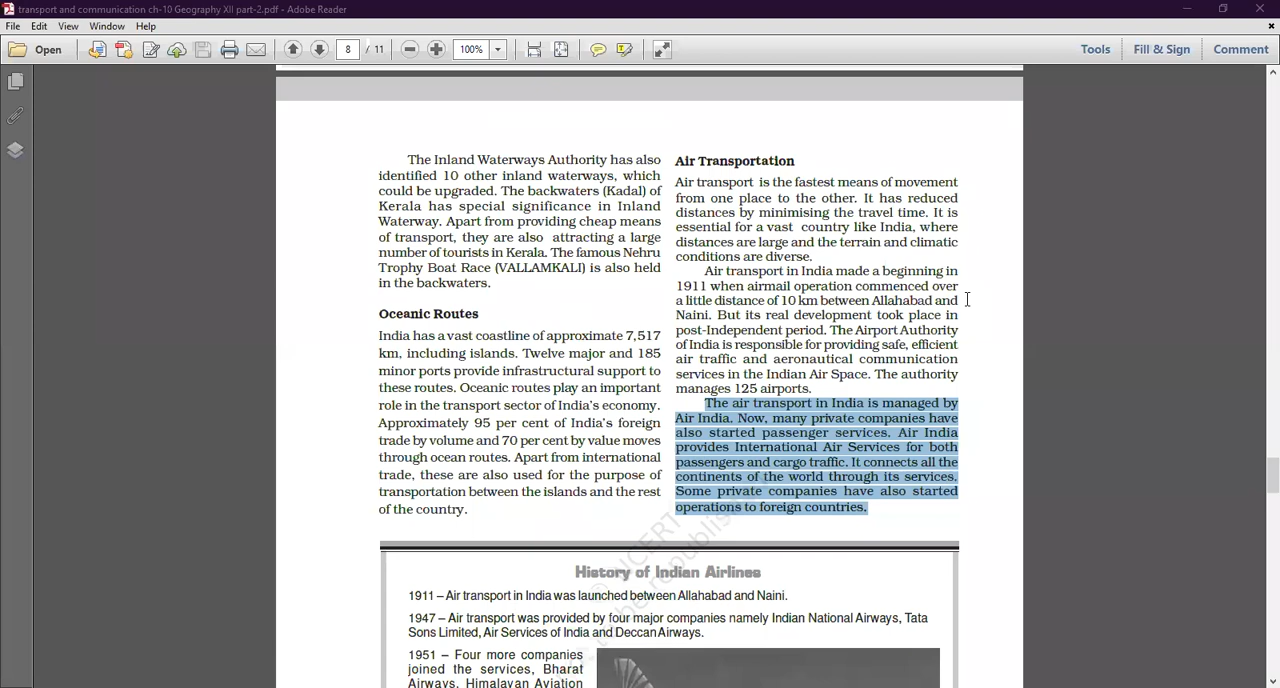 transport and communication ch-10 Geography XII part-2.pdf - Adobe Reader
File Edit View Window Help
Open 8 / 11 100% Tools Fill & Sign Comment
The Inland Waterways Authority has also
identified 10 other inland waterways, which
could be upgraded. The backwaters (Kadal) of
Kerala has special significance in Inland
Waterway. Apart from providing cheap means
of transport, they are also attracting a large
number of tourists in Kerala. The famous Nehru
Trophy Boat Race (VALLAMKALI) is also held
in the backwaters.
Oceanic Routes
India has a vast coastline of approximate 7,517
km, including islands. Twelve major and 185
minor ports provide infrastructural support to
these routes. Oceanic routes play an important
role in the transport sector of India's economy.
Approximately 95 per cent of India's foreign
trade by volume and 70 per cent by value moves
through ocean routes. Apart from international
trade, these are also used for the purpose of
transportation between the islands and the rest
of the country.
Air Transportation
Air transport is the fastest means of movement
from one place to the other. It has reduced
distances by minimising the travel time. It is
essential for a vast country like India, where
distances are large and the terrain and climatic
conditions are diverse.
Air transport in India made a beginning in
1911 when airmail operation commenced over
a little distance of 10 km between Allahabad and
Naini. But its real development took place in
post-Independent period. The Airport Authority
of India is responsible for providing safe, efficient
air traffic and aeronautical communication
services in the Indian Air Space. The authority
manages 125 airports.
The air transport in India is managed by
Air India. Now, many private companies have
also started passenger services. Air India
provides International Air Services for both
passengers and cargo traffic. It connects all the
continents of the world through its services.
Some private companies have also started
operations to foreign countries.
History of Indian Airlines
1911 – Air transport in India was launched between Allahabad and Naini.
1947 – Air transport was provided by four major companies namely Indian National Airways, Tata
Sons Limited, Air Services of India and Deccan Airways.
1951 – Four more companies
joined the services, Bharat
Airways, Himalayan Aviation